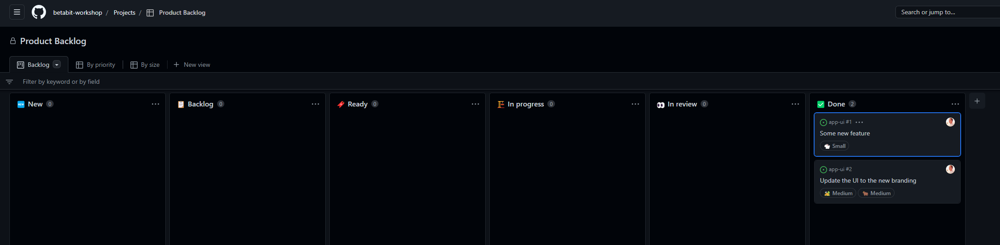 betabit-workshop / Projects / Product Backlog
Search or jump to...
Product Backlog
Backlog By priority By size New view
Filter by keyword or by field
NEW New 0
Backlog 0
Ready 0
In progress 0
In review 0
Done 2
app-ui #1
Some new feature
Small
app-ui #2
Update the UI to the new branding
Medium Medium